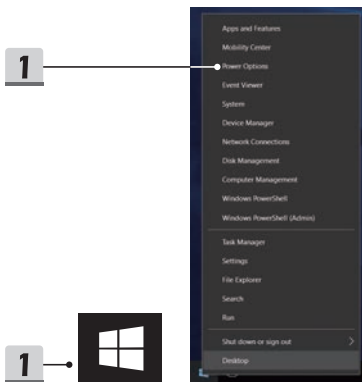 1
Apps and Features
Mobility Center
Power Options
Event Viewer
System
Device Manager
Network Connections
Disk Management
Computer Management
Windows PowerShell
Windows PowerShell (Admin)
Task Manager
Settings
File Explorer
Search
Run
Shut down or sign out
Desktop
1